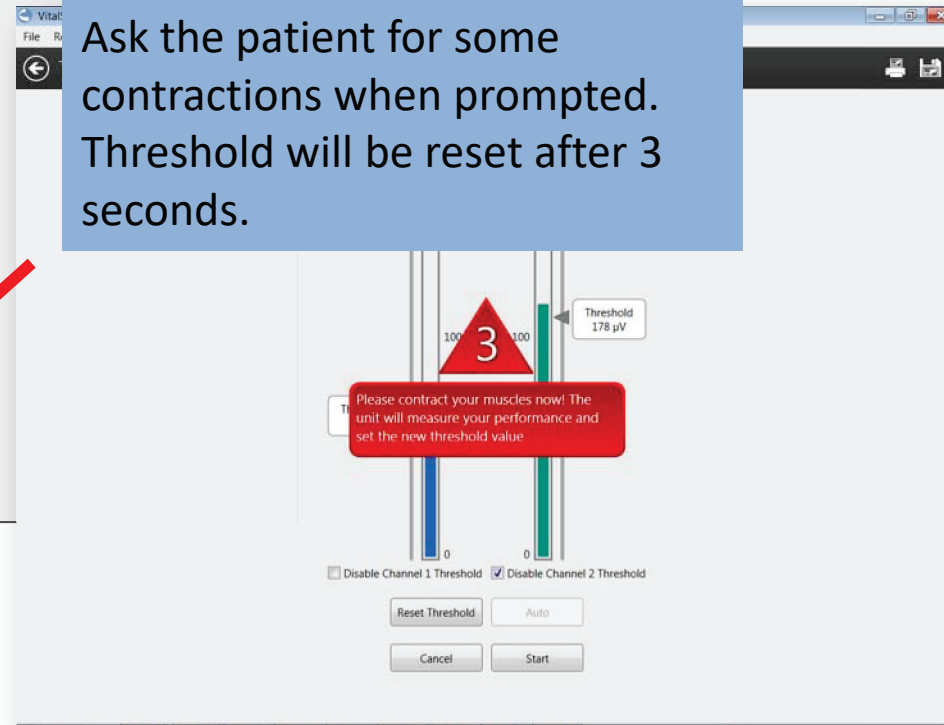 Vital
File
Ask the patient for some
contractions when prompted.
Threshold will be reset after 3
seconds.
Threshold
178 µV
100 3 100
Please contract your muscles now! The
unit will measure your performance and
set the new threshold value
0 0
Disable Channel 1 Threshold Disable Channel 2 Threshold
Reset Threshold Auto
Cancel Start